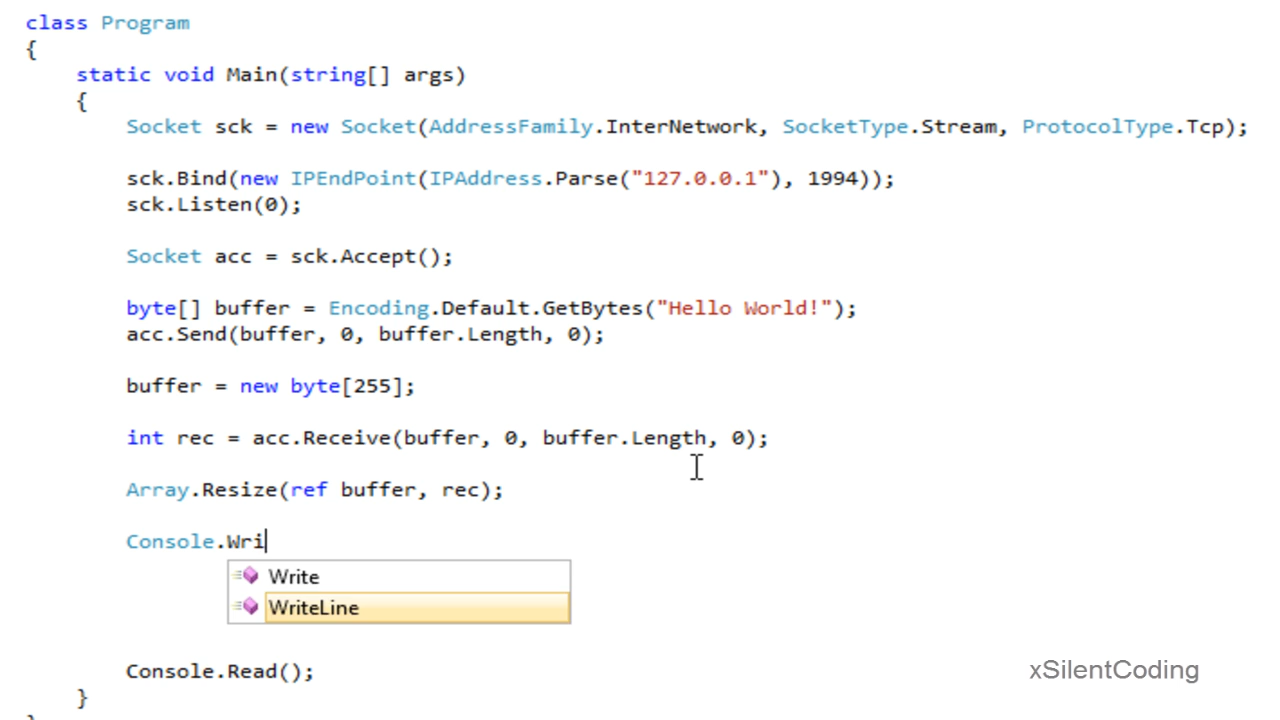 class Program
{
static void Main(string[] args)
{
Socket sck = new Socket(AddressFamily.InterNetwork, SocketType.Stream, ProtocolType.Tcp);
sck.Bind(new IPEndPoint(IPAddress.Parse("127.0.0.1"), 1994));
sck.Listen(0);
Socket acc = sck.Accept();
byte[] buffer = Encoding.Default.GetBytes("Hello World!");
acc.Send(buffer, 0, buffer.Length, 0);
buffer = new byte[255];
int rec = acc.Receive(buffer, 0, buffer.Length, 0);
Array.Resize(ref buffer, rec);
Console.Wri
Write
WriteLine
Console.Read();
xSilentCoding
}